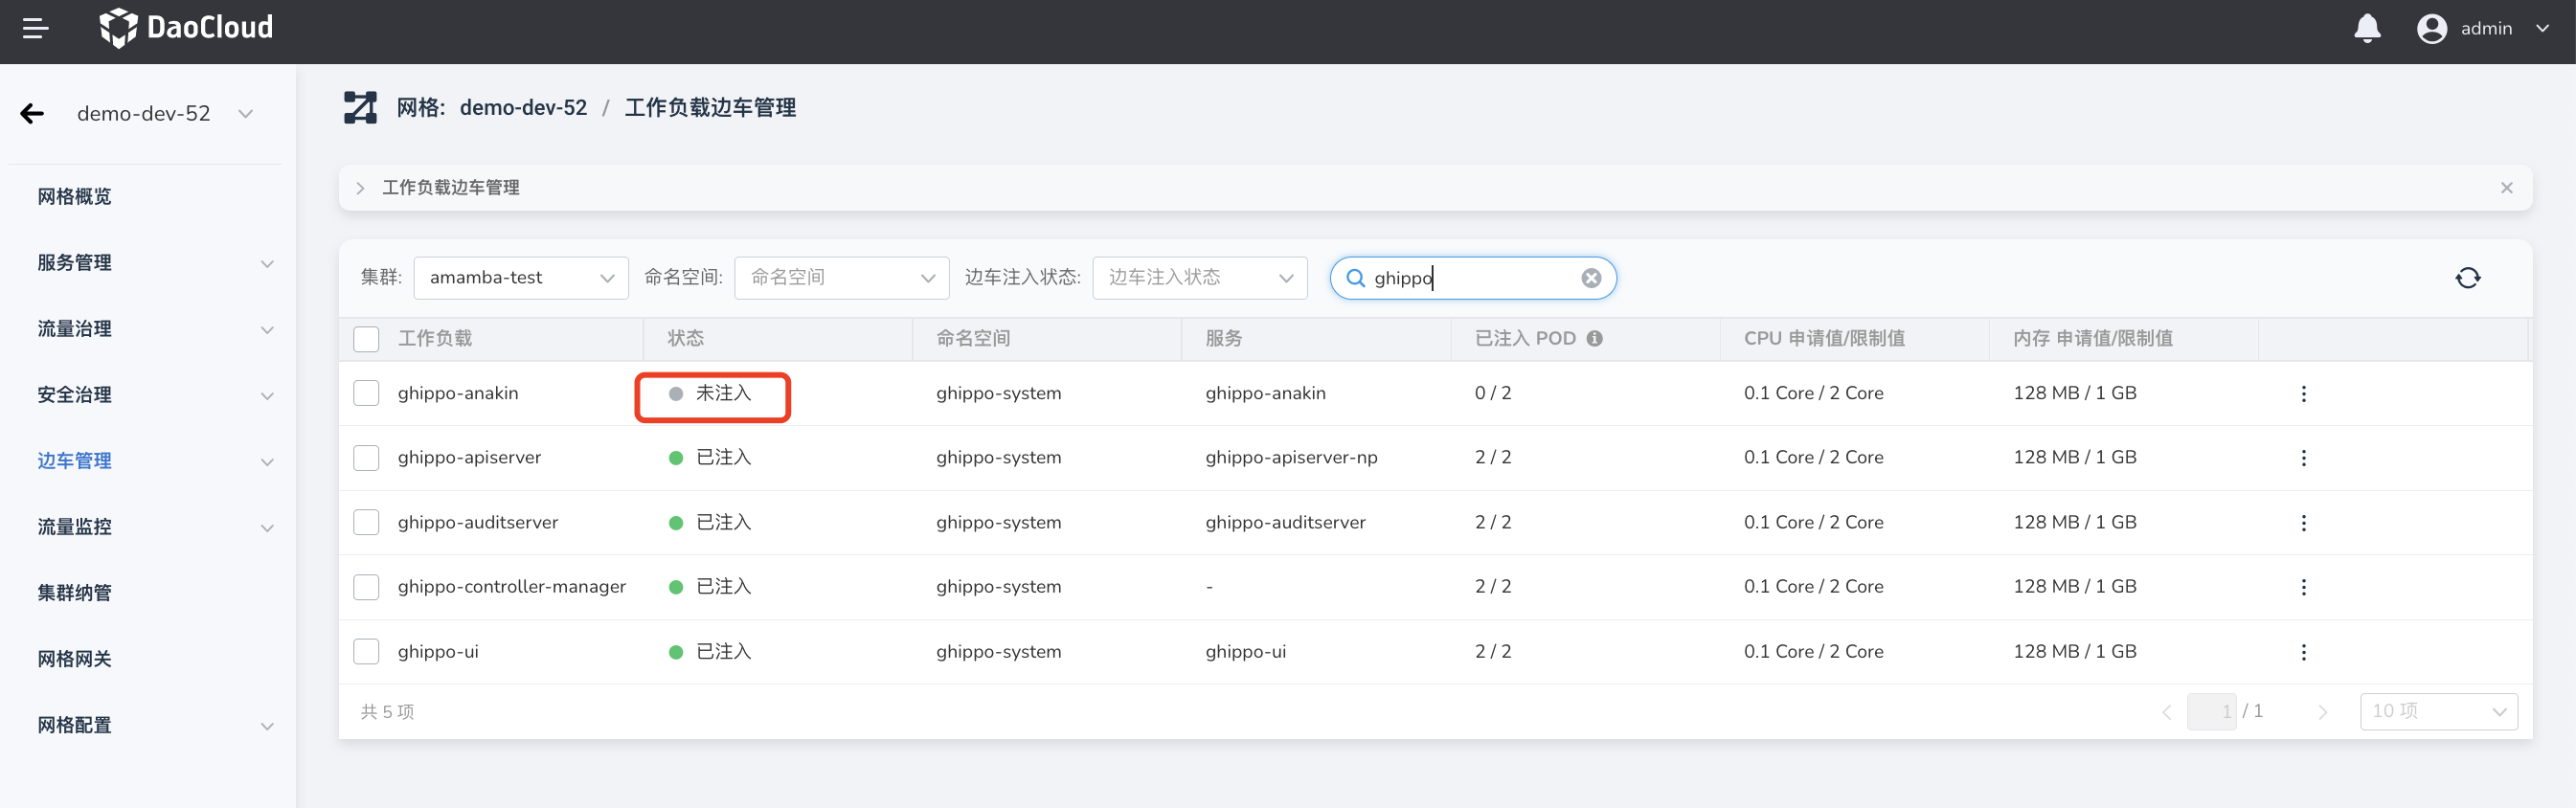 DaoCloud
admin
demo-dev-52
网格概览
服务管理
流量治理
安全治理
边车管理
流量监控
集群纳管
网格网关
网格配置
网格: demo-dev-52 / 工作负载边车管理
工作负载边车管理
集群: amamba-test 命名空间: 命名空间 边车注入状态: 边车注入状态 ghippo
工作负载 状态 命名空间 服务 已注入 POD CPU 申请值/限制值 内存 申请值/限制值
ghippo-anakin 未注入 ghippo-system ghippo-anakin 0 / 2 0.1 Core / 2 Core 128 MB / 1 GB
ghippo-apiserver 已注入 ghippo-system ghippo-apiserver-np 2 / 2 0.1 Core / 2 Core 128 MB / 1 GB
ghippo-auditserver 已注入 ghippo-system ghippo-auditserver 2 / 2 0.1 Core / 2 Core 128 MB / 1 GB
ghippo-controller-manager 已注入 ghippo-system - 2 / 2 0.1 Core / 2 Core 128 MB / 1 GB
ghippo-ui 已注入 ghippo-system ghippo-ui 2 / 2 0.1 Core / 2 Core 128 MB / 1 GB
共 5 项 1 / 1 10 项